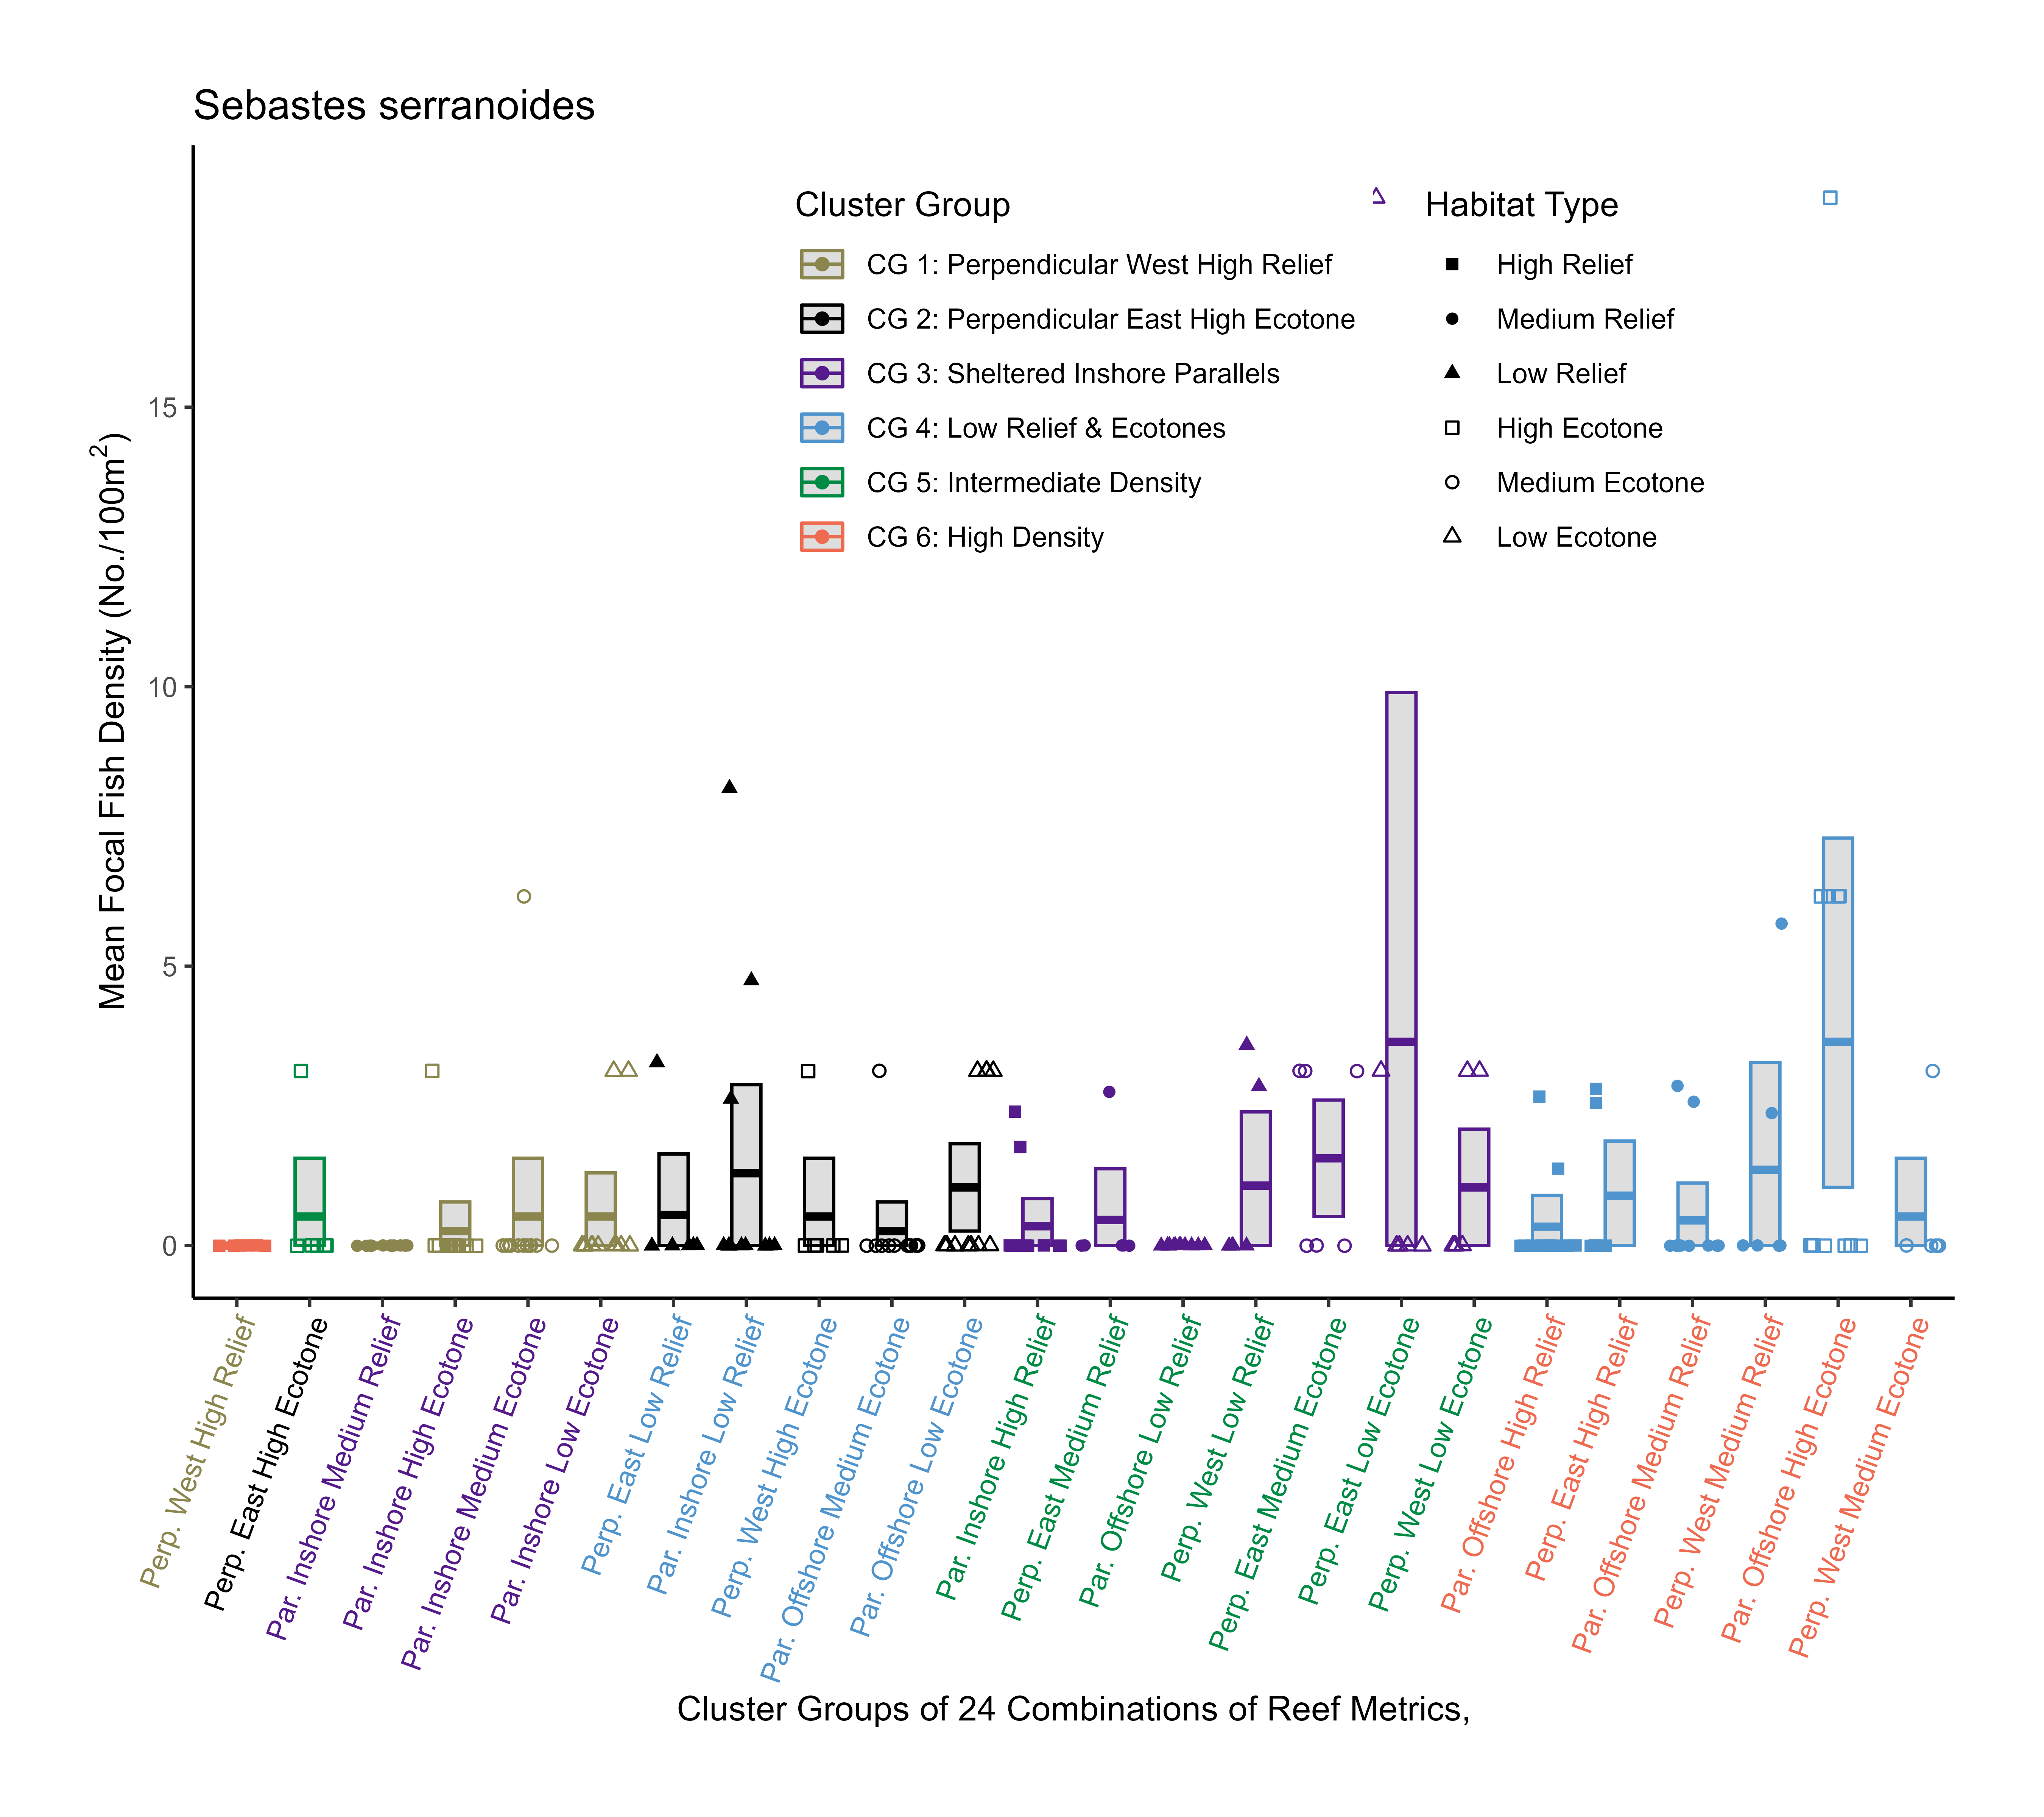 Sebastes serranoides
Mean Focal Fish Density (No./100m²)
15
10
5
0
Cluster Group
CG 1: Perpendicular West High Relief
CG 2: Perpendicular East High Ecotone
CG 3: Sheltered Inshore Parallels
CG 4: Low Relief & Ecotones
CG 5: Intermediate Density
CG 6: High Density
Habitat Type
High Relief
Medium Relief
Low Relief
High Ecotone
Medium Ecotone
Low Ecotone
Perp. West High Relief
Perp. East High Ecotone
Par. Inshore Medium Relief
Par. Inshore High Ecotone
Par. Inshore Medium Ecotone
Par. Inshore Low Ecotone
Perp. East Low Relief
Par. Inshore Low Relief
Perp. West High Ecotone
Par. Offshore Medium Ecotone
Par. Offshore Low Ecotone
Par. Inshore High Relief
Perp. East Medium Relief
Par. Offshore Low Relief
Perp. West Low Relief
Perp. East Medium Ecotone
Perp. East Low Ecotone
Perp. West Low Ecotone
Par. Offshore High Relief
Perp. East High Relief
Par. Offshore Medium Relief
Perp. West Medium Relief
Par. Offshore High Ecotone
Perp. West Medium Ecotone
Cluster Groups of 24 Combinations of Reef Metrics,